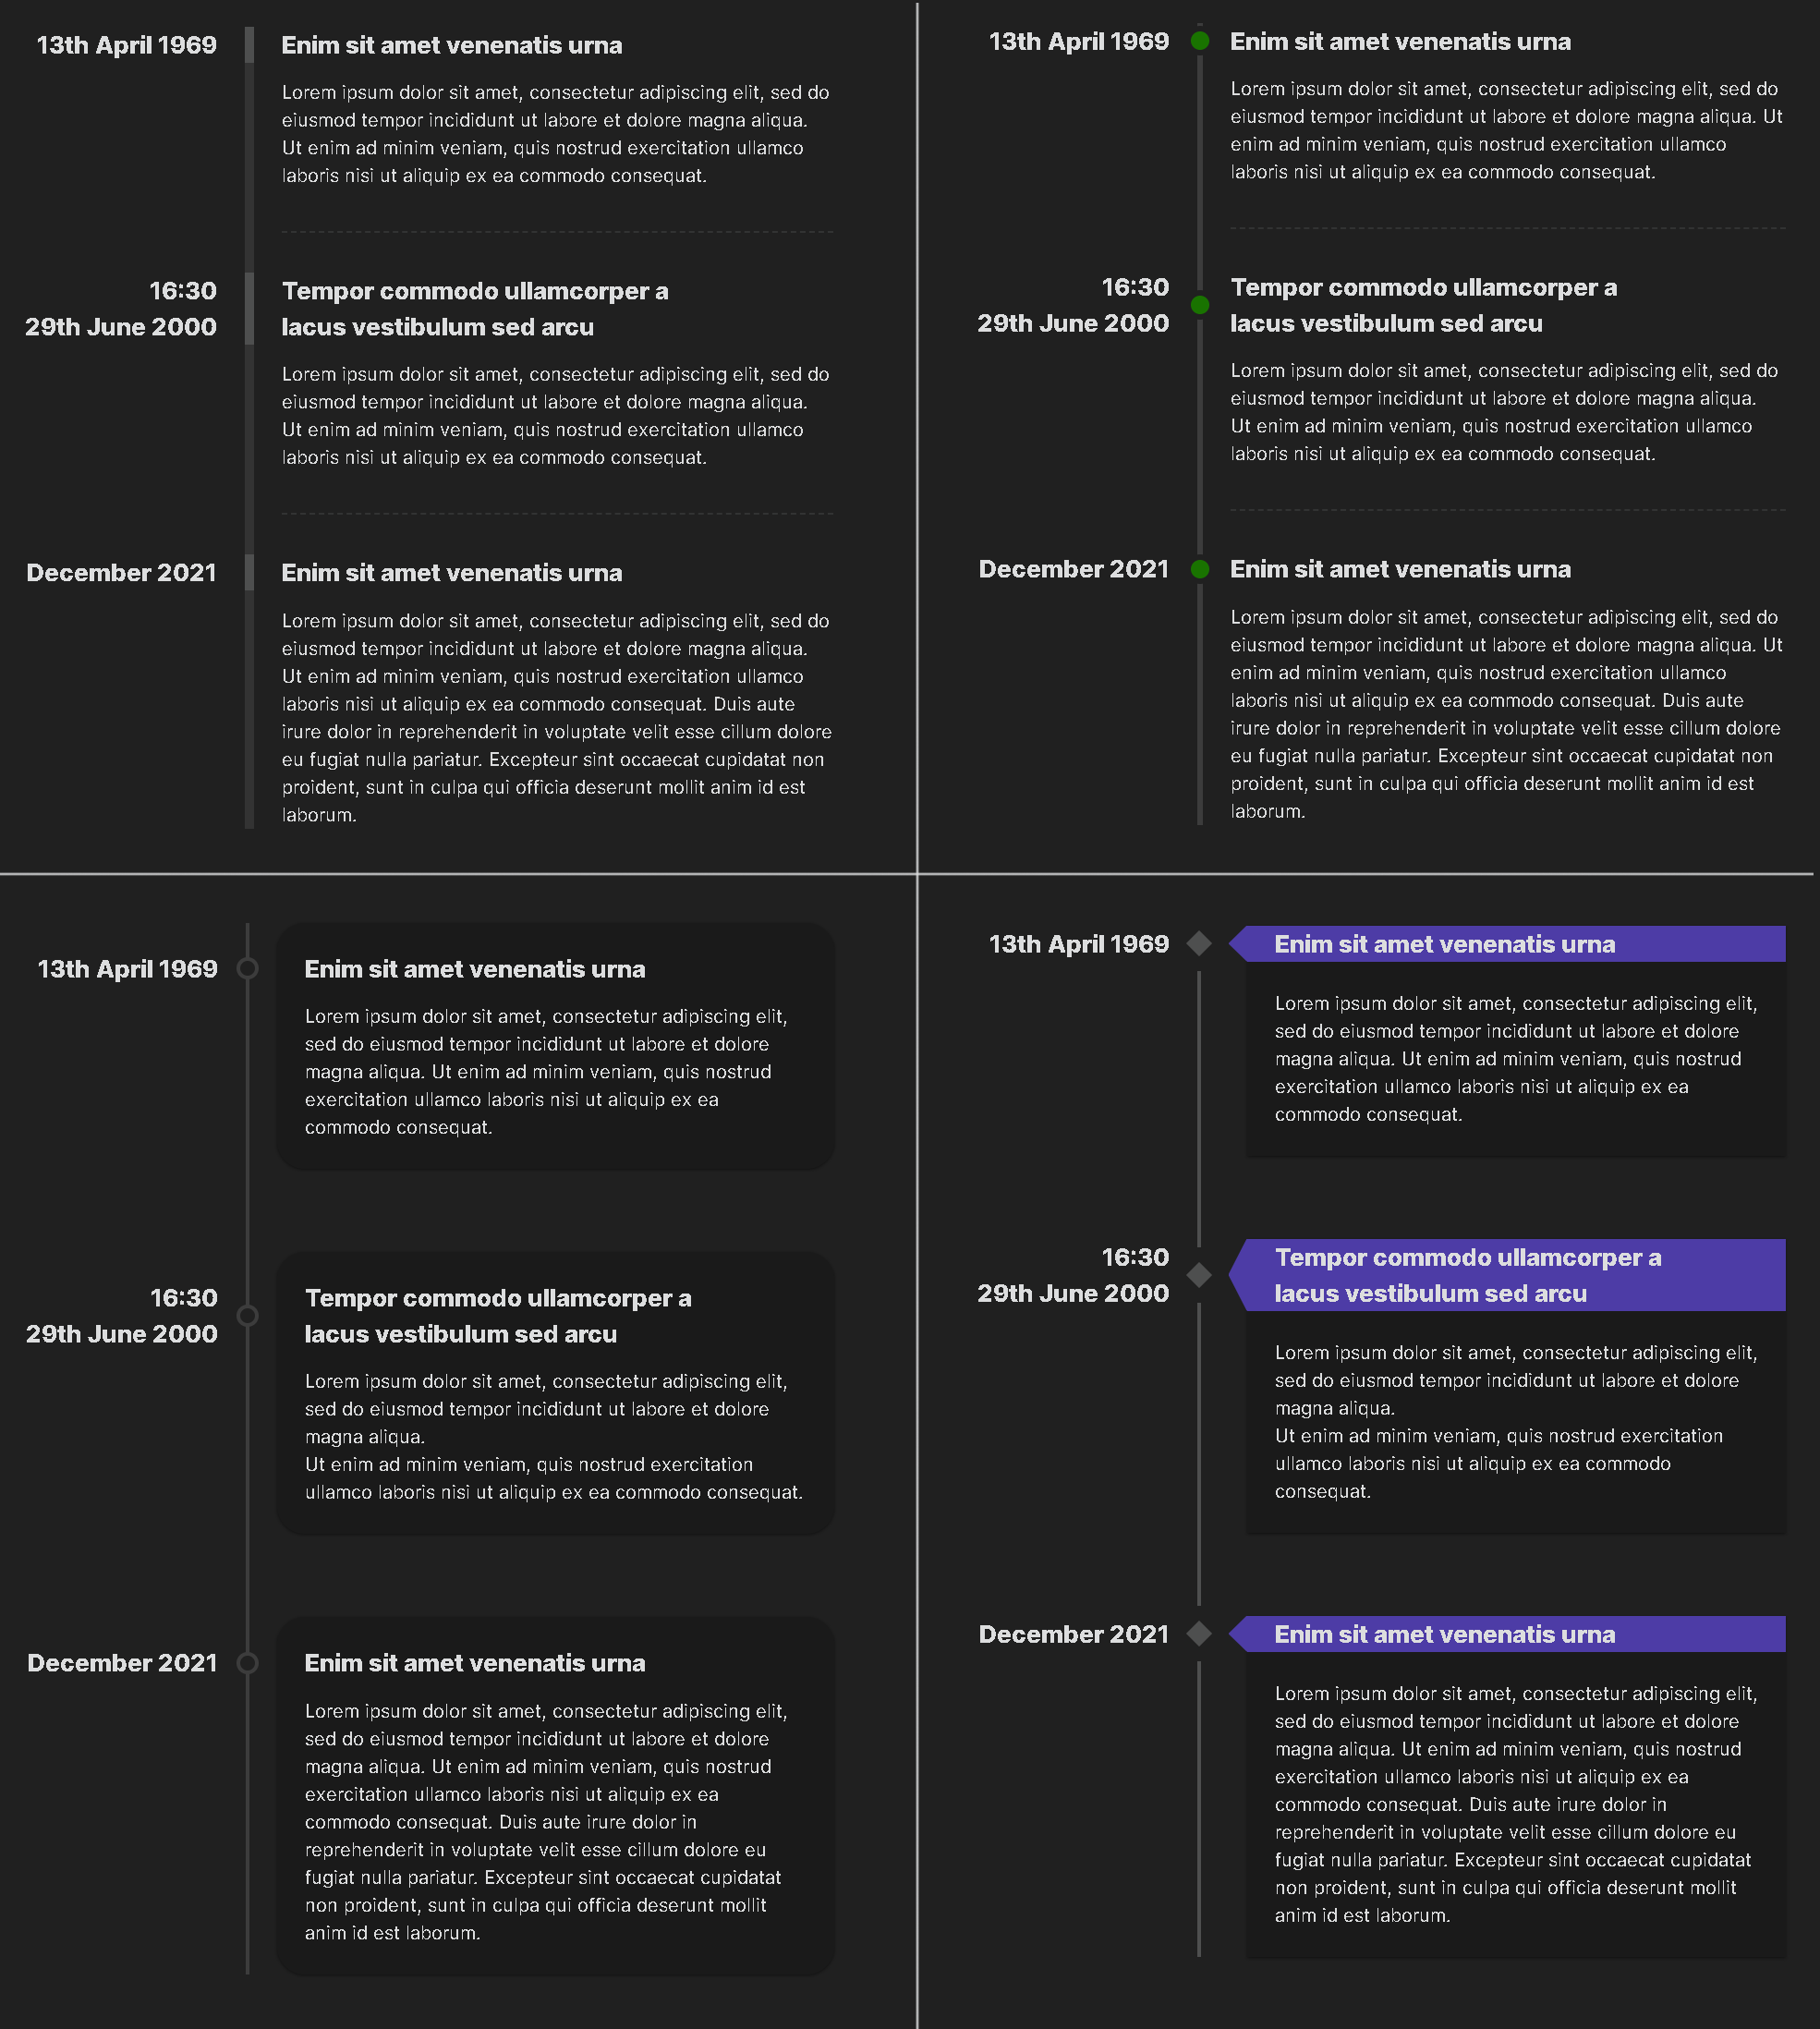 13th April 1969
Enim sit amet venenatis urna
Lorem ipsum dolor sit amet, consectetur adipiscing elit, sed do
eiusmod tempor incididunt ut labore et dolore magna aliqua.
Ut enim ad minim veniam, quis nostrud exercitation ullamco
laboris nisi ut aliquip ex ea commodo consequat.
16:30
29th June 2000
Tempor commodo ullamcorper a
lacus vestibulum sed arcu
Lorem ipsum dolor sit amet, consectetur adipiscing elit, sed do
eiusmod tempor incididunt ut labore et dolore magna aliqua.
Ut enim ad minim veniam, quis nostrud exercitation ullamco
laboris nisi ut aliquip ex ea commodo consequat.
December 2021
Enim sit amet venenatis urna
Lorem ipsum dolor sit amet, consectetur adipiscing elit, sed do
eiusmod tempor incididunt ut labore et dolore magna aliqua.
Ut enim ad minim veniam, quis nostrud exercitation ullamco
laboris nisi ut aliquip ex ea commodo consequat. Duis aute
irure dolor in reprehenderit in voluptate velit esse cillum dolore
eu fugiat nulla pariatur. Excepteur sint occaecat cupidatat non
proident, sunt in culpa qui officia deserunt mollit anim id est
laborum.
13th April 1969
Enim sit amet venenatis urna
Lorem ipsum dolor sit amet, consectetur adipiscing elit, sed do
eiusmod tempor incididunt ut labore et dolore magna aliqua. Ut
enim ad minim veniam, quis nostrud exercitation ullamco
laboris nisi ut aliquip ex ea commodo consequat.
16:30
29th June 2000
Tempor commodo ullamcorper a
lacus vestibulum sed arcu
Lorem ipsum dolor sit amet, consectetur adipiscing elit, sed do
eiusmod tempor incididunt ut labore et dolore magna aliqua.
Ut enim ad minim veniam, quis nostrud exercitation ullamco
laboris nisi ut aliquip ex ea commodo consequat.
December 2021
Enim sit amet venenatis urna
Lorem ipsum dolor sit amet, consectetur adipiscing elit, sed do
eiusmod tempor incididunt ut labore et dolore magna aliqua. Ut
enim ad minim veniam, quis nostrud exercitation ullamco
laboris nisi ut aliquip ex ea commodo consequat. Duis aute
irure dolor in reprehenderit in voluptate velit esse cillum dolore
eu fugiat nulla pariatur. Excepteur sint occaecat cupidatat non
proident, sunt in culpa qui officia deserunt mollit anim id est
laborum.
13th April 1969
Enim sit amet venenatis urna
Lorem ipsum dolor sit amet, consectetur adipiscing elit,
sed do eiusmod tempor incididunt ut labore et dolore
magna aliqua. Ut enim ad minim veniam, quis nostrud
exercitation ullamco laboris nisi ut aliquip ex ea
commodo consequat.
16:30
29th June 2000
Tempor commodo ullamcorper a
lacus vestibulum sed arcu
Lorem ipsum dolor sit amet, consectetur adipiscing elit,
sed do eiusmod tempor incididunt ut labore et dolore
magna aliqua.
Ut enim ad minim veniam, quis nostrud exercitation
ullamco laboris nisi ut aliquip ex ea commodo consequat.
December 2021
Enim sit amet venenatis urna
Lorem ipsum dolor sit amet, consectetur adipiscing elit,
sed do eiusmod tempor incididunt ut labore et dolore
magna aliqua. Ut enim ad minim veniam, quis nostrud
exercitation ullamco laboris nisi ut aliquip ex ea
commodo consequat. Duis aute irure dolor in
reprehenderit in voluptate velit esse cillum dolore eu
fugiat nulla pariatur. Excepteur sint occaecat cupidatat
non proident, sunt in culpa qui officia deserunt mollit
anim id est laborum.
13th April 1969
Enim sit amet venenatis urna
Lorem ipsum dolor sit amet, consectetur adipiscing elit,
sed do eiusmod tempor incididunt ut labore et dolore
magna aliqua. Ut enim ad minim veniam, quis nostrud
exercitation ullamco laboris nisi ut aliquip ex ea
commodo consequat.
16:30
29th June 2000
Tempor commodo ullamcorper a
lacus vestibulum sed arcu
Lorem ipsum dolor sit amet, consectetur adipiscing elit,
sed do eiusmod tempor incididunt ut labore et dolore
magna aliqua.
Ut enim ad minim veniam, quis nostrud exercitation
ullamco laboris nisi ut aliquip ex ea commodo
consequat.
December 2021
Enim sit amet venenatis urna
Lorem ipsum dolor sit amet, consectetur adipiscing elit,
sed do eiusmod tempor incididunt ut labore et dolore
magna aliqua. Ut enim ad minim veniam, quis nostrud
exercitation ullamco laboris nisi ut aliquip ex ea
commodo consequat. Duis aute irure dolor in
reprehenderit in voluptate velit esse cillum dolore eu
fugiat nulla pariatur. Excepteur sint occaecat cupidatat
non proident, sunt in culpa qui officia deserunt mollit
anim id est laborum.